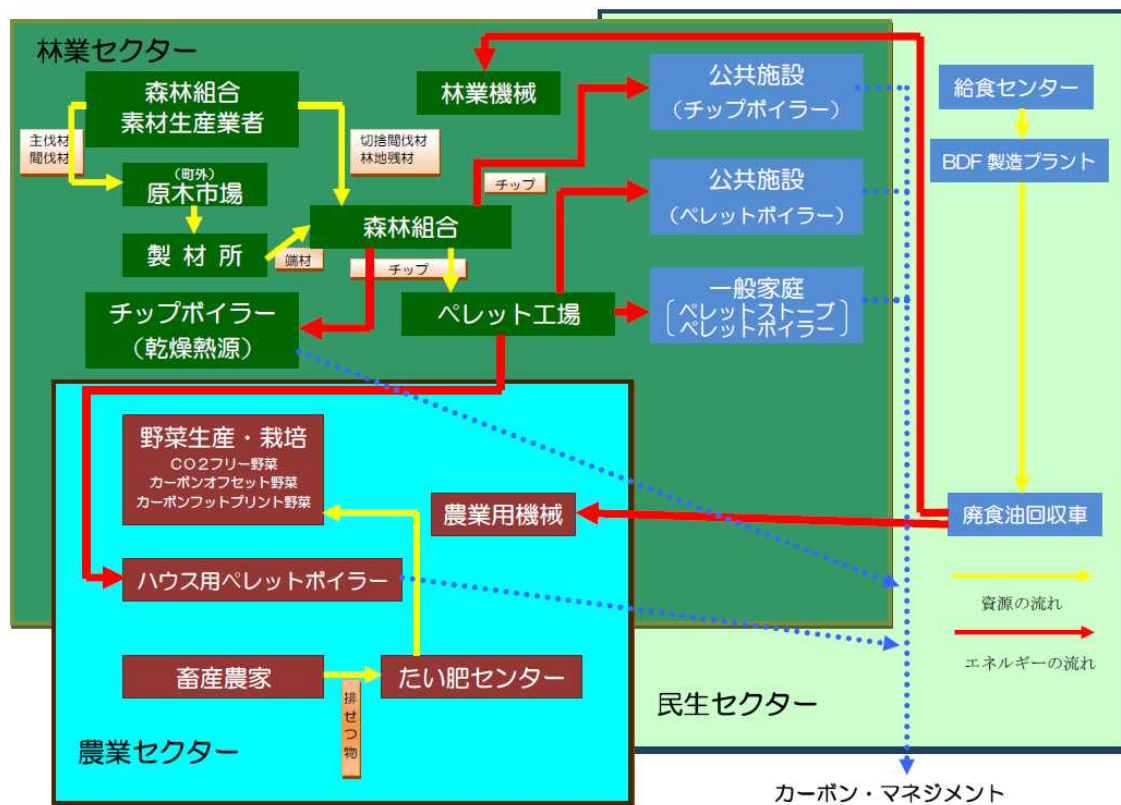 林業セクター
森林組合
素材生産業者
主伐材
間伐材
切捨間伐材
林地残材
(町外)
原木市場
製材所
端材
森林組合
チップ
チップ
林業機械
公共施設
(チップボイラー)
公共施設
(ペレットボイラー)
一般家庭
ペレットストーブ
ペレットボイラー
ペレット工場
チップボイラー
(乾燥熱源)
給食センター
BDF製造プラント
廃食油回収車
野菜生産・栽培
CO2フリー野菜
カーボンオフセット野菜
カーボンフットプリント野菜
農業用機械
ハウス用ペレットボイラー
畜産農家
排せつ物
たい肥センター
農業セクター
資源の流れ
エネルギーの流れ
民生セクター
カーボン・マネジメント